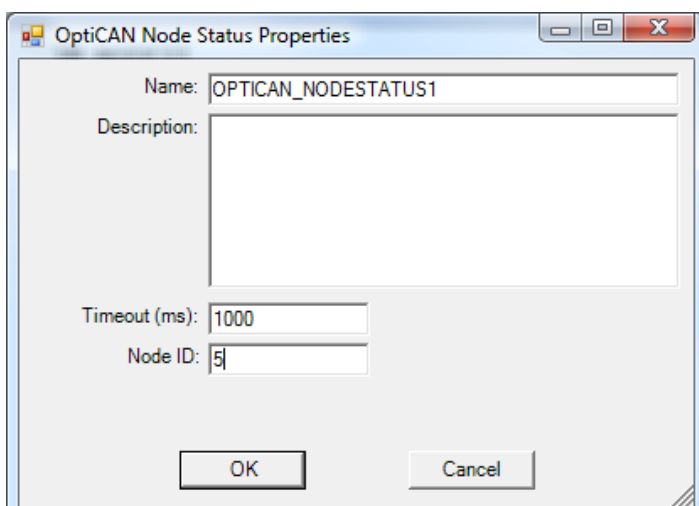 OptiCAN Node Status Properties
Name: OPTICAN_NODESTATUS1
Description:
Timeout (ms): 1000
Node ID: 5
OK Cancel